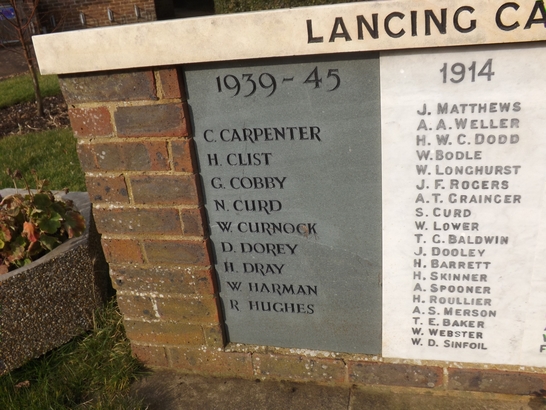 LANCING CA
1939-45
C. CARPENTER
H. CLIST
G. COBBY
N. CURD
W. CURNOCK
D. DOREY
H. DRAY
W. HARMAN
R HUGHES
1914
J. MATTHEWS
A. A. WELLER
H. W. C. DODD
W. BODLE
W. LONGHURST
J. F. ROGERS
A. T. GRAINGER
S. CURD
W. LOWER
T. G. BALDWIN
J. DOOLEY
H. BARRETT
H. SKINNER
A. SPOONER
H. ROULLIER
A. S. MERSON
T. E. BAKER
W. WEBSTER
W. D. SINFOIL